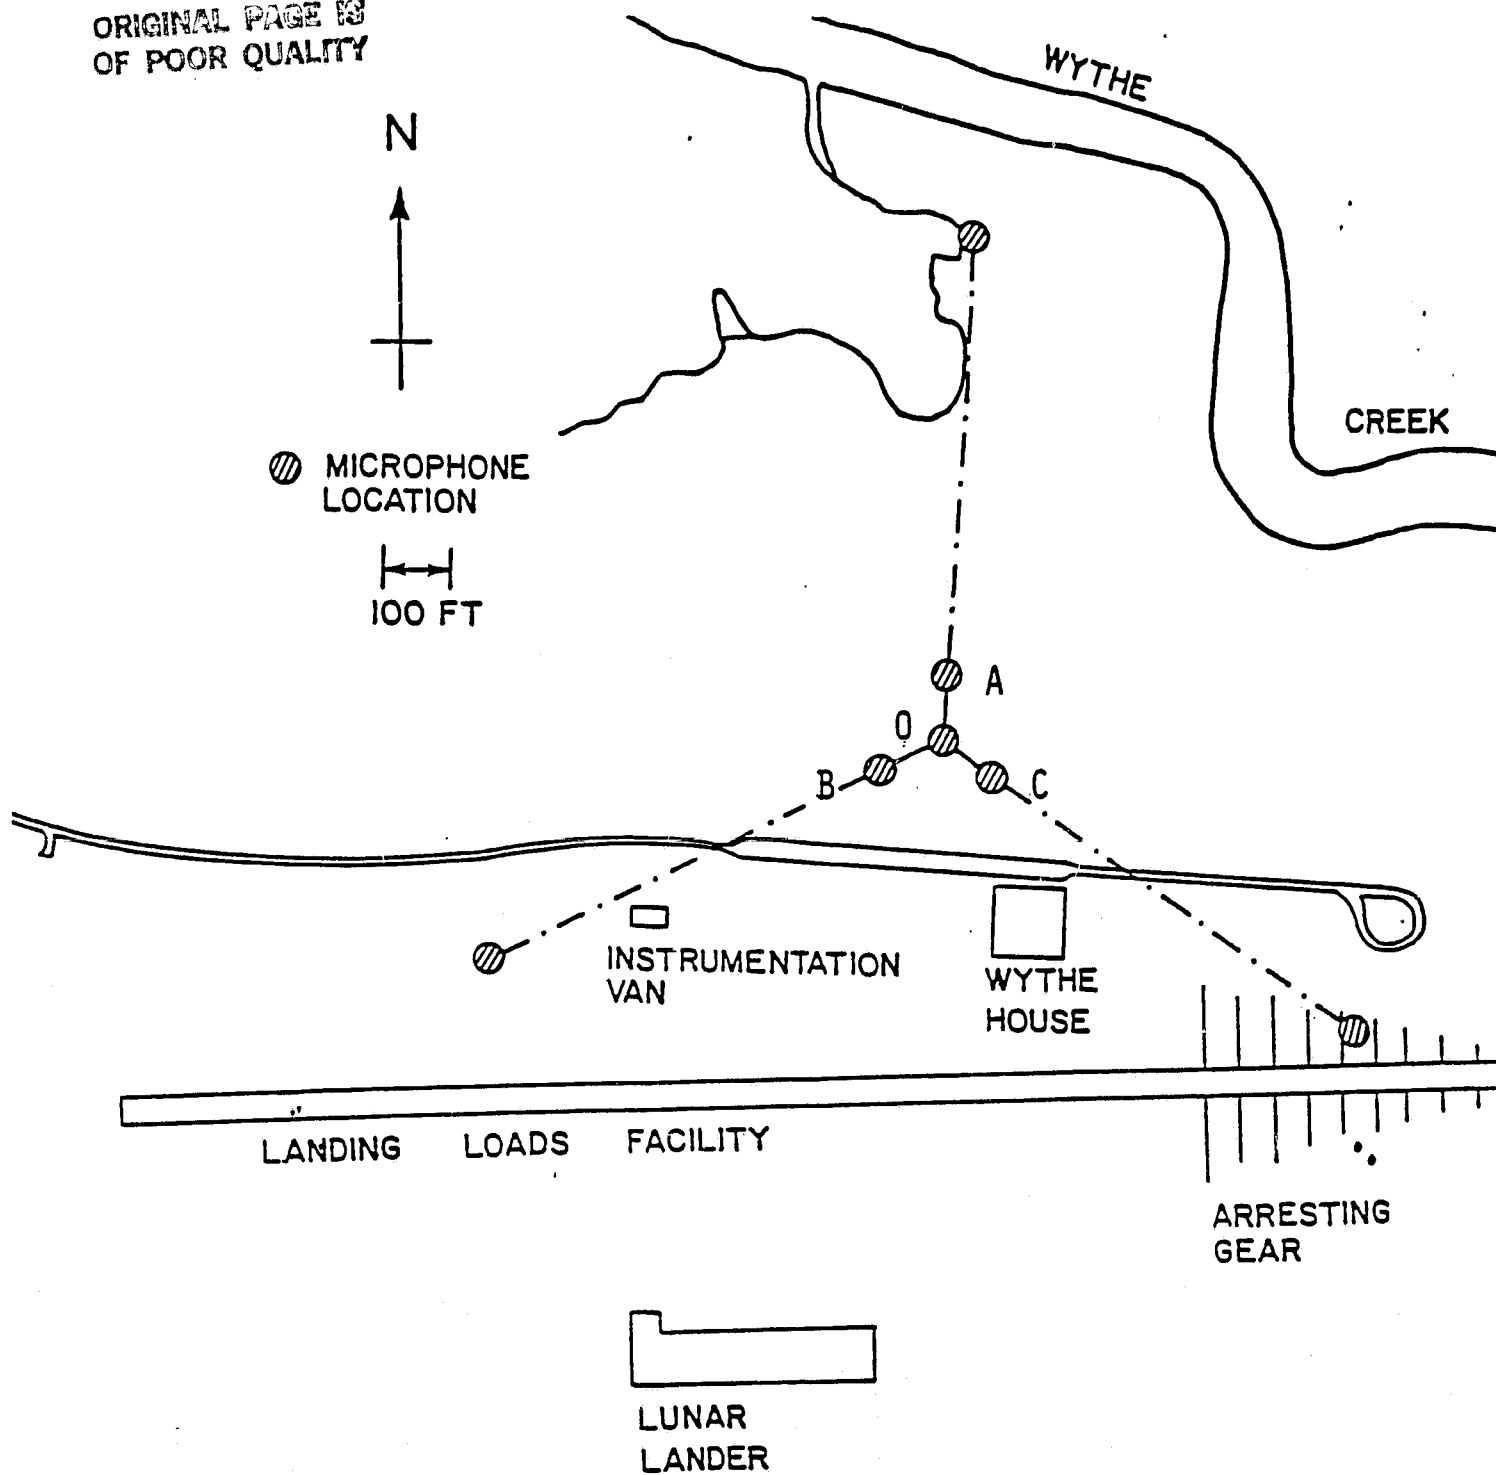 ORIGINAL PAGE IS
OF POOR QUALITY
WYTHE
N
CREEK
MICROPHONE
LOCATION
100 FT
A
O
B
C
INSTRUMENTATION
VAN
WYTHE
HOUSE
LANDING LOADS FACILITY
ARRESTING
GEAR
LUNAR
LANDER